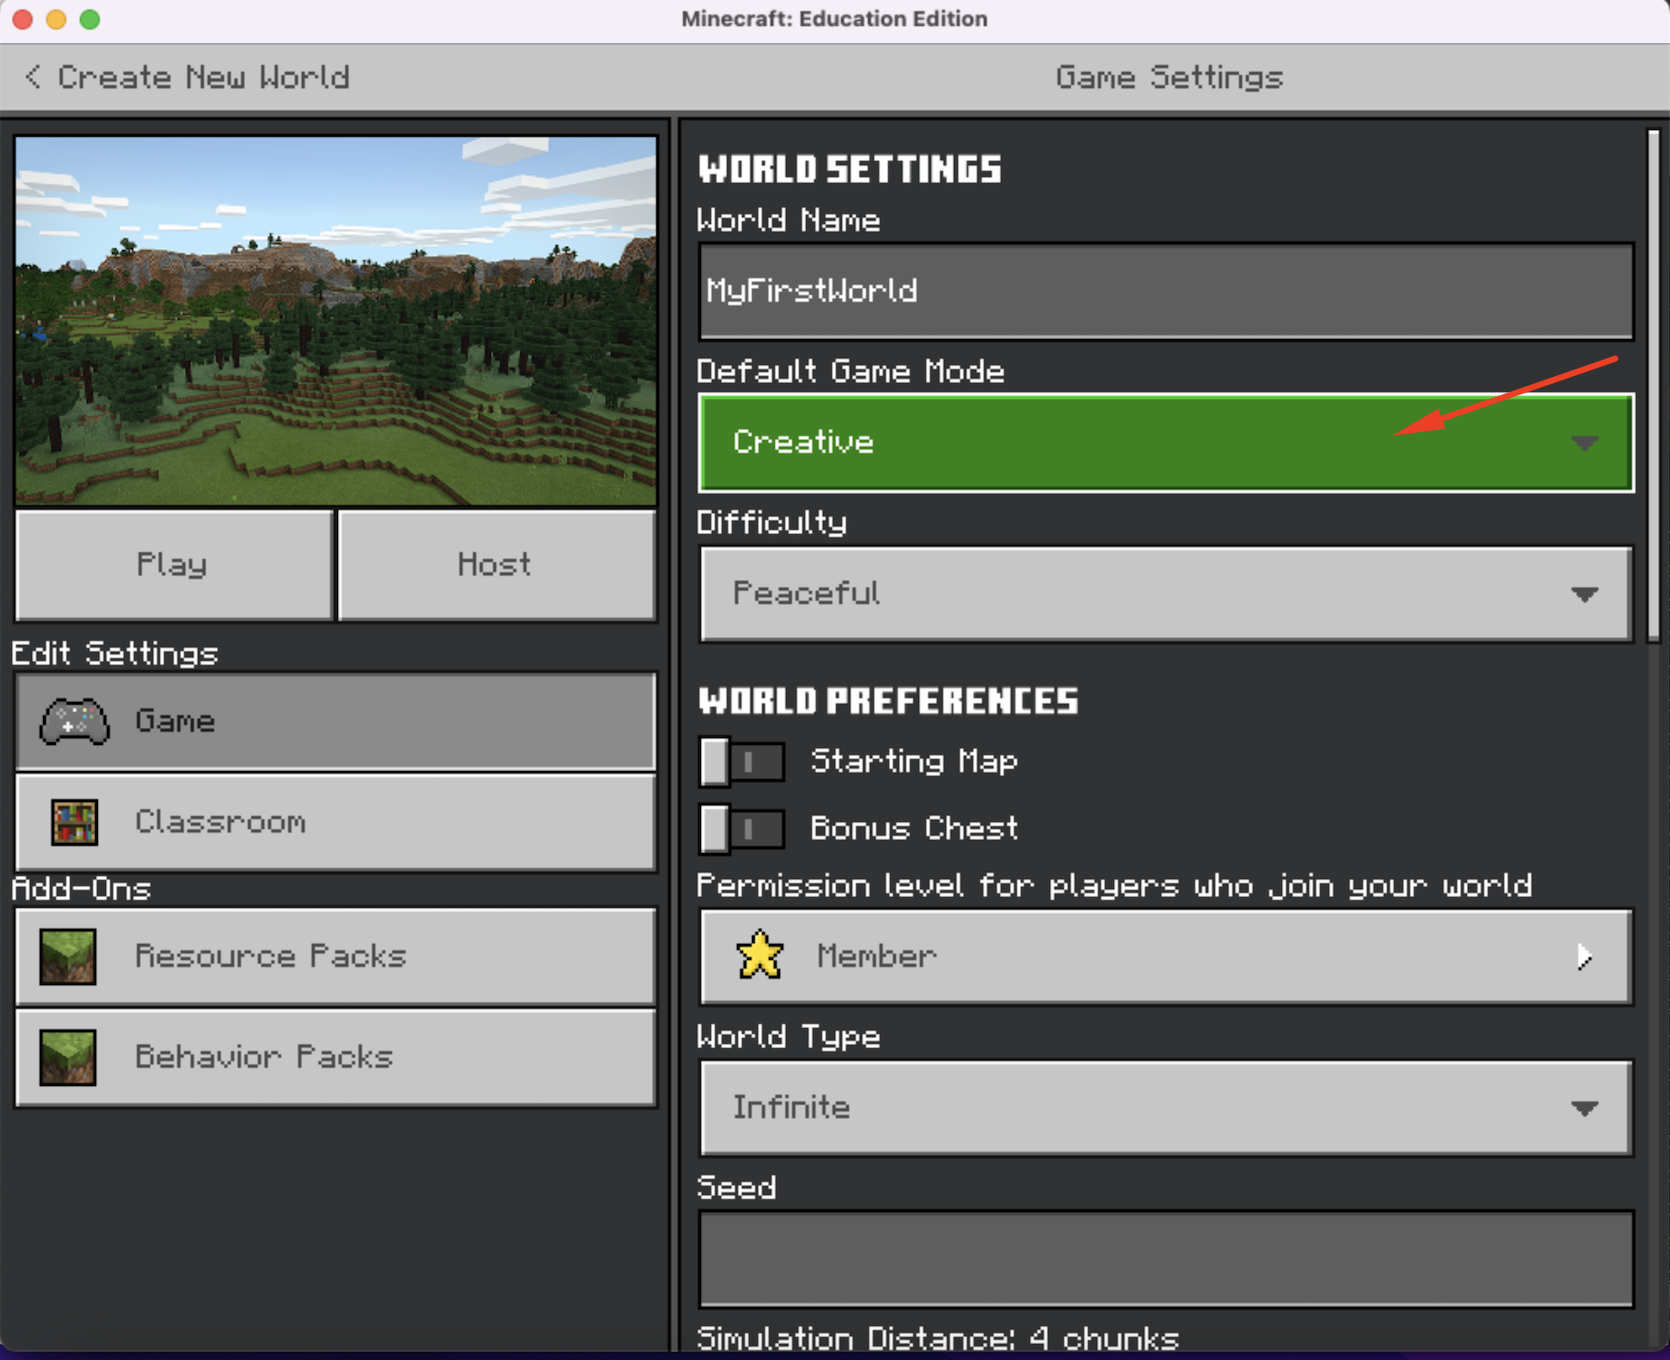 Minecraft: Education Edition
< Create New World
Game Settings
Play
Host
Edit Settings
Game
Classroom
Add-Ons
Resource Packs
Behavior Packs
WORLD SETTINGS
World Name
MyFirstWorld
Default Game Mode
Creative
Difficulty
Peaceful
WORLD PREFERENCES
Starting Map
Bonus Chest
Permission level for players who join your world
Member
World Type
Infinite
Seed
Simulation Distance: 4 chunks